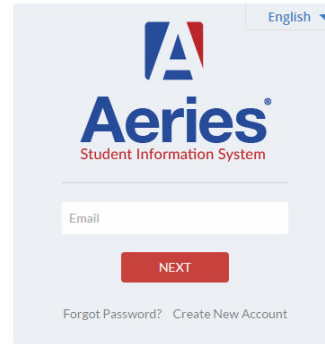 English
Aeries®
Student Information System
Email
NEXT
Forgot Password? Create New Account